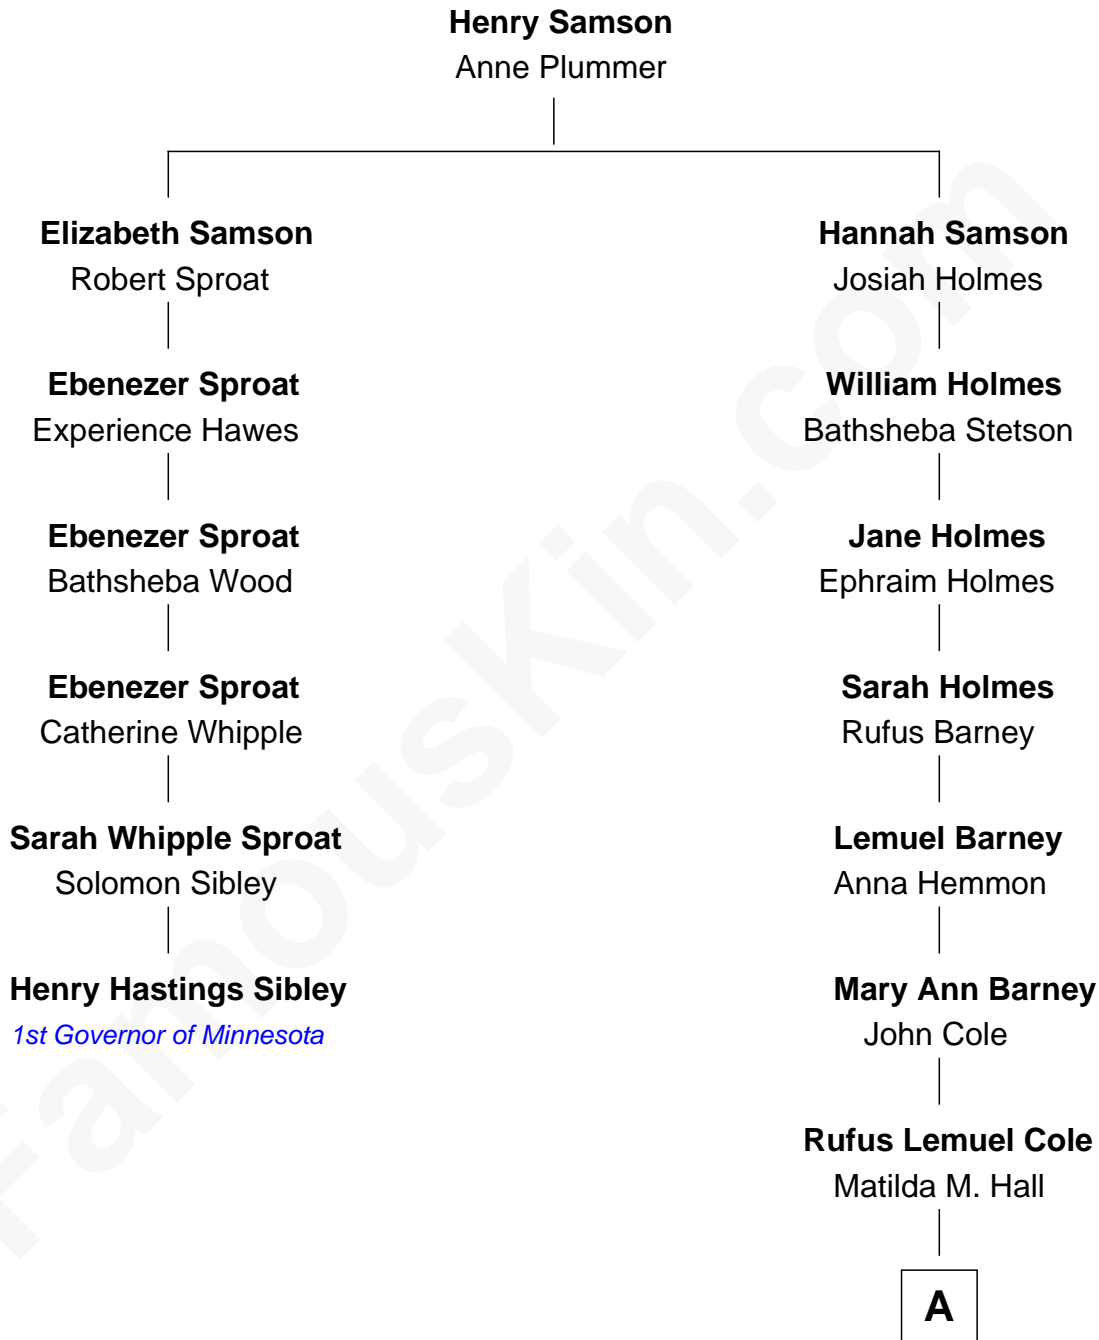 Henry Samson
Anne Plummer
Elizabeth Samson
Robert Sproat
Ebenezer Sproat
Experience Hawes
Ebenezer Sproat
Bathsheba Wood
Ebenezer Sproat
Catherine Whipple
Sarah Whipple Sproat
Solomon Sibley
Henry Hastings Sibley
1st Governor of Minnesota
Hannah Samson
Josiah Holmes
William Holmes
Bathsheba Stetson
Jane Holmes
Ephraim Holmes
Sarah Holmes
Rufus Barney
Lemuel Barney
Anna Hemmon
Mary Ann Barney
John Cole
Rufus Lemuel Cole
Matilda M. Hall
A
FamousKin.com